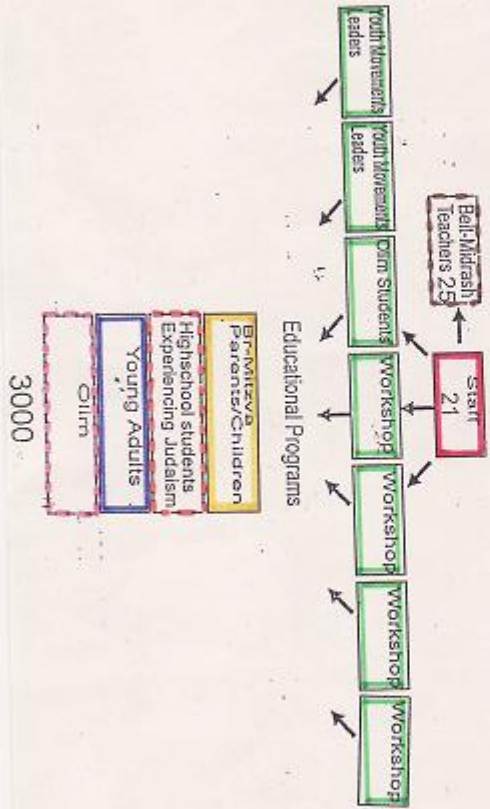 Staff
21
Beit-Midrash
Teachers 25
Youth Movements
Leaders
Youth Movements
Leaders
Olim Students
Workshop
Workshop
Workshop
Workshop
Educational Programs
Br-Mitzva
Parents/Children
Highschool students
Experiencing Judaism
Young Adults
Olim
3000